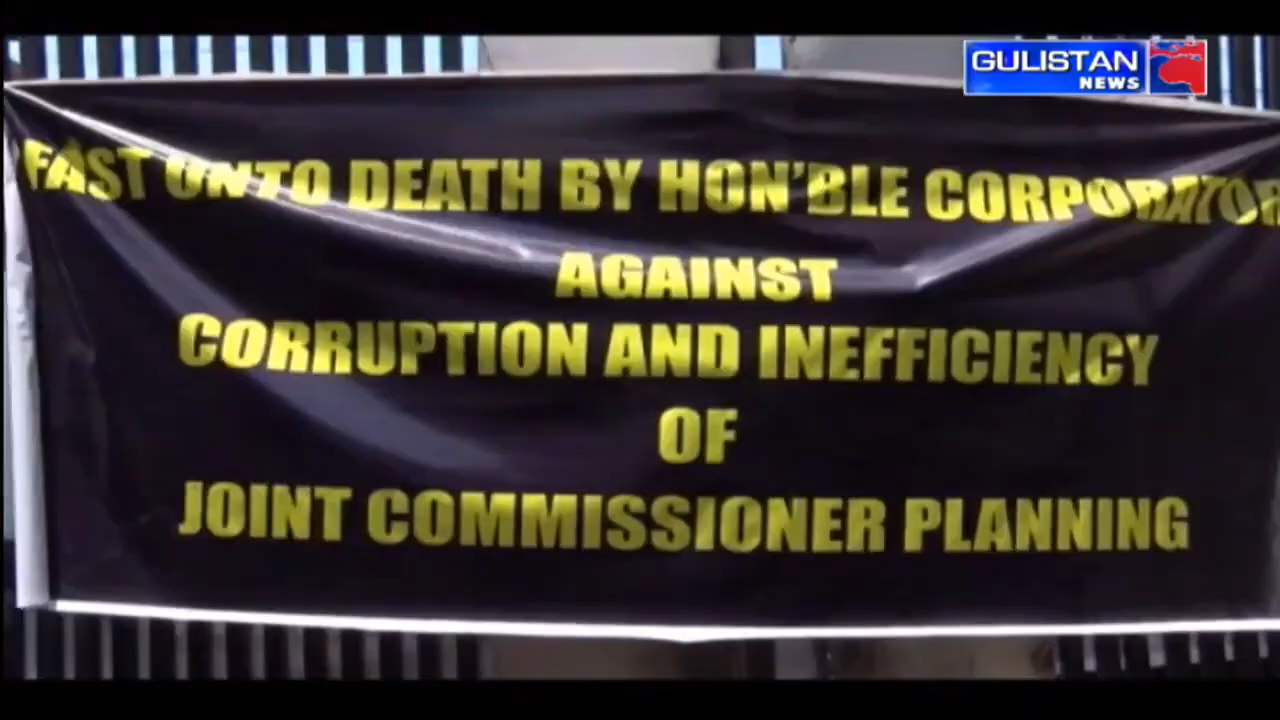 GULISTAN
NEWS
FAST UNTO DEATH BY HON'BLE CORPORATOR
AGAINST
CORRUPTION AND INEFFICIENCY
OF
JOINT COMMISSIONER PLANNING